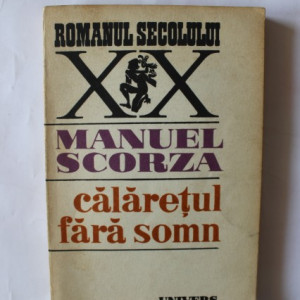 ROMANUL SECOLULUI
XX
MANUEL
SCORZA
călărețul
fără somn
UNIVERS